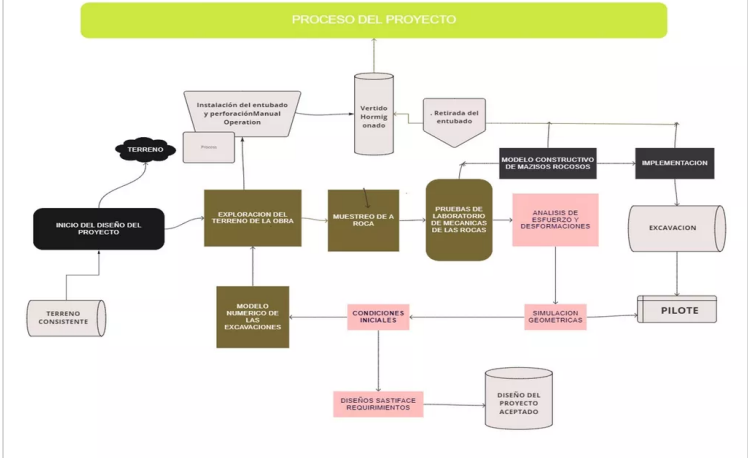 PROCESO DEL PROYECTO
Instalación del entubado
y perforaciónManual
Operation
Vertido
Hormig
onado
. Retirada del
entubado
TERRENO
MODELO CONSTRUCTIVO
DE MAZISOS ROCOSOS
IMPLEMENTACION
INICIO DEL DISEÑO DEL
PROYECTO
EXPLORACION DEL
TERRENO DE LA OBRA
MUESTREO DE A
ROCA
PRUEBAS DE
LABORATORIO
DE MECANICAS
DE LAS ROCAS
ANALISIS DE
ESFUERZO Y
DESFORMACIONES
EXCAVACION
TERRENO
CONSISTENTE
MODELO
NUMERICO DE
LAS
EXCAVACIONES
CONDICIONES
INICIALES
SIMULACION
GEOMETRICAS
PILOTE
DISEÑOS SASTIFACE
REQUIRIMIENTOS
DISEÑO DEL
PROYECTO
ACEPTADO